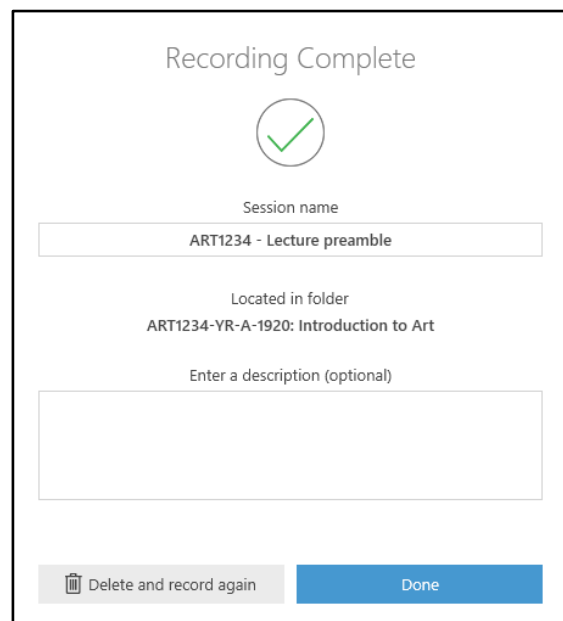 Recording Complete
Session name
ART1234 - Lecture preamble
Located in folder
ART1234-YR-A-1920: Introduction to Art
Enter a description (optional)
Delete and record again
Done